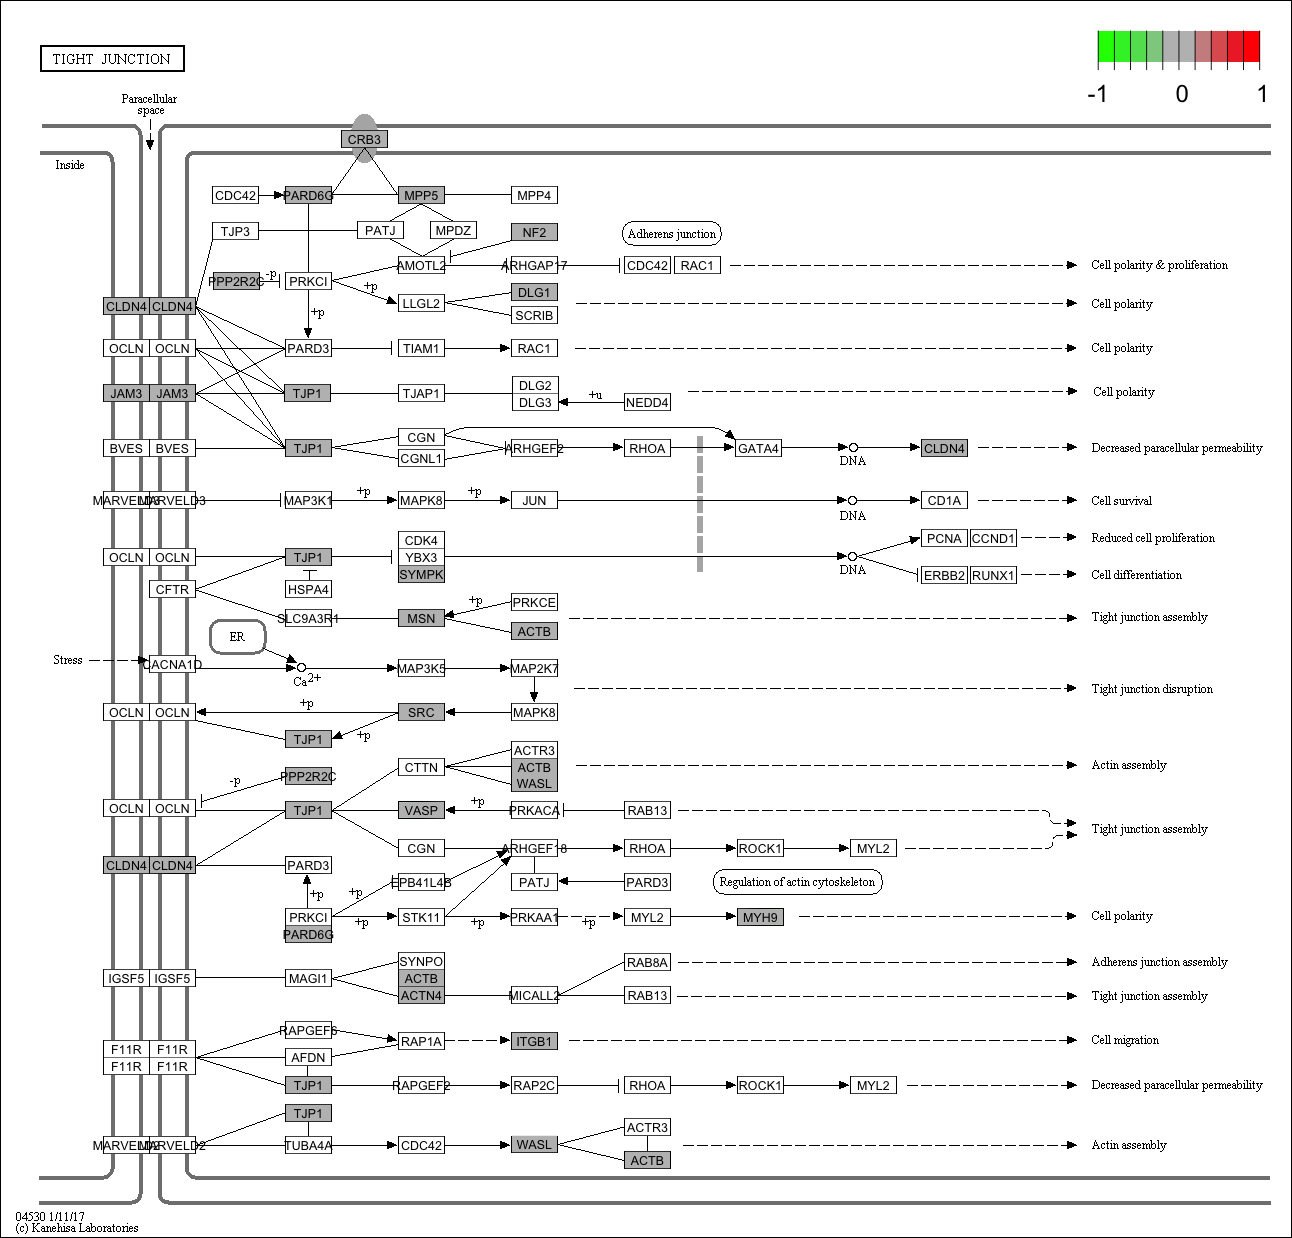 TIGHT JUNCTION
-1 0 1
Paracellular
space
CRB3
Inside
CDC42 PARD6G MPP5 MPP4
TJP3 PATJ MPDZ NF2 Adherens junction
PPP2R2C -p PRKCI AMOTL2 ARHGAP17 CDC42 RAC1 Cell polarity & proliferation
+p LLGL2 DLG1 Cell polarity
CLDN4 CLDN4 +p SCRIB
OCLN OCLN PARD3 TIAM1 RAC1 Cell polarity
JAM3 JAM3 TJP1 TJAP1 DLG2 Cell polarity
DLG3 +u NEDD4
BVES BVES TJP1 CGN ARHGEF2 RHOA GATA4 DNA CLDN4 Decreased paracellular permeability
CGNL1
MARVELD3 MARVELD3 MAP3K1 +p MAPK8 +p JUN DNA CD1A Cell survival
CDK4 PCNA CCND1 Reduced cell proliferation
OCLN OCLN TJP1 YBX3 DNA
SYMPK ERBB2 RUNX1 Cell differentiation
CFTR HSPA4
+p PRKCE
SLC9A3R1 MSN Tight junction assembly
ACTB
ER
Stress CACNA1D Ca2+ MAP3K5 MAP2K7
Tight junction disruption
OCLN OCLN +p SRC MAPK8
TJP1 +p
ACTR3
CTTN ACTB Actin assembly
-p PPP2R2C WASL
OCLN OCLN TJP1 VASP +p PRKACA RAB13
Tight junction assembly
CGN ARHGEF18 RHOA ROCK1 MYL2
CLDN4 CLDN4 PARD3
+p +p EPB41L4B PATJ PARD3 Regulation of actin cytoskeleton
PRKCI +p STK11 +p PRKAA1 +p MYL2 MYH9 Cell polarity
PARD6G
SYNPO RAB8A Adherens junction assembly
IGSF5 IGSF5 MAGI1 ACTB
ACTN4 MICALL2 RAB13 Tight junction assembly
RAPGEF6 RAP1A ITGB1 Cell migration
F11R F11R AFDN
F11R F11R
TJP1 RAPGEF2 RAP2C RHOA ROCK1 MYL2 Decreased paracellular permeability
TJP1
ACTR3
MARVELD2 MARVELD2 TUBA4A CDC42 WASL Actin assembly
ACTB
04530 1/11/17
(c) Kanehisa Laboratories